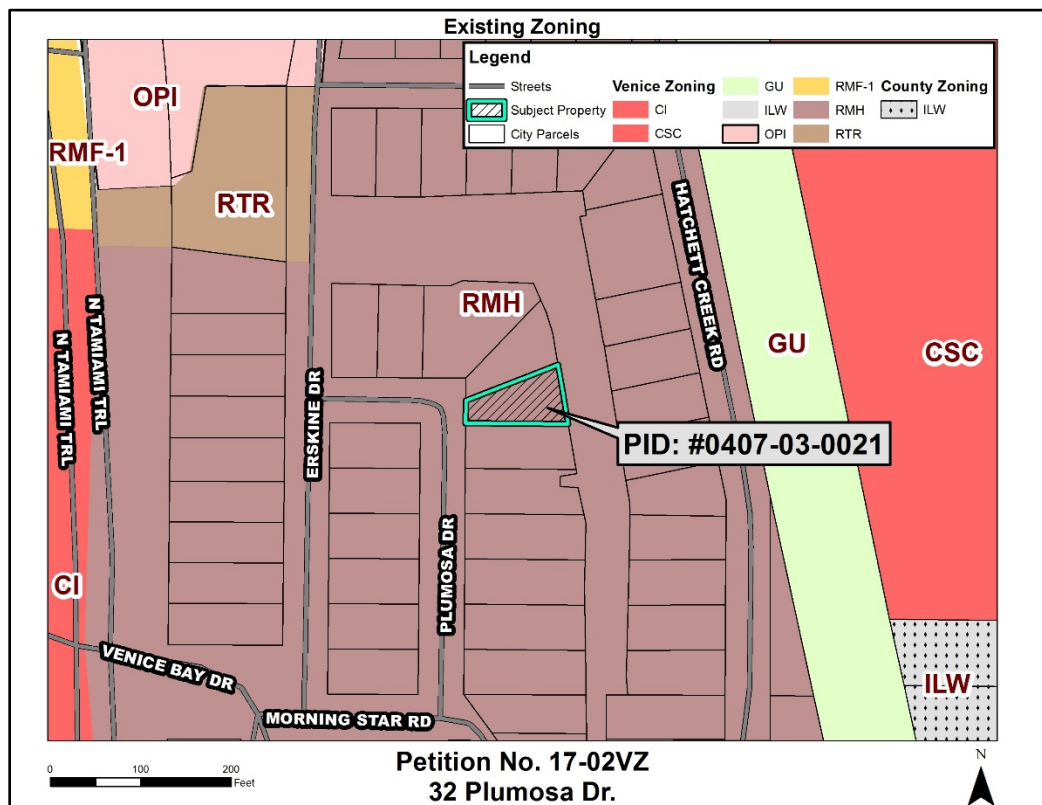 Existing Zoning
Legend
Streets
Subject Property
City Parcels
Venice Zoning
CI
CSC
GU
ILW
OPI
RMF-1
RMH
RTR
County Zoning
ILW
OPI
RMF-1
RTR
RMH
GU
CSC
CI
ILW
N TAMIAMI TRL
N TAMIAMI TRL
ERSKINE DR
PLUMOSA DR
HATCHETT CREEK RD
VENICE BAY DR
MORNING STAR RD
PID: #0407-03-0021
0 100 200
Feet
Petition No. 17-02VZ
32 Plumosa Dr.
N